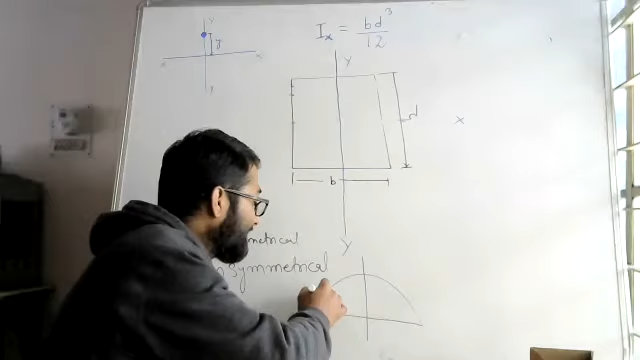 Y
y
x x
Y
Iₓ = bd³/12
Y
d
x
b
Y
metrical
symmetrical